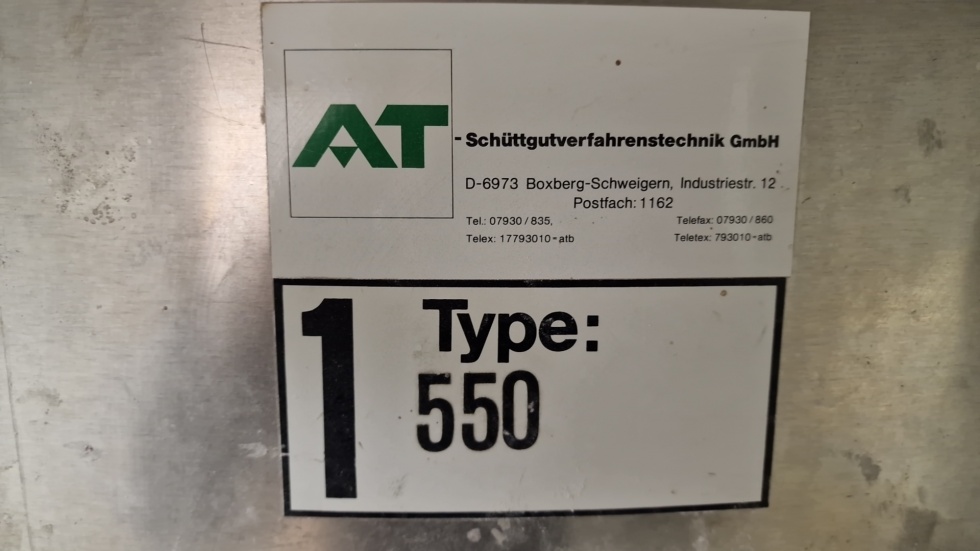 AT
-Schüttgutverfahrenstechnik GmbH
D-6973 Boxberg-Schweigern, Industriestr. 12
Postfach: 1162
Tel.: 07930/835, Telefax: 07930/860
Telex: 17793010-atb Teletex: 793010-atb
1 Type:
550